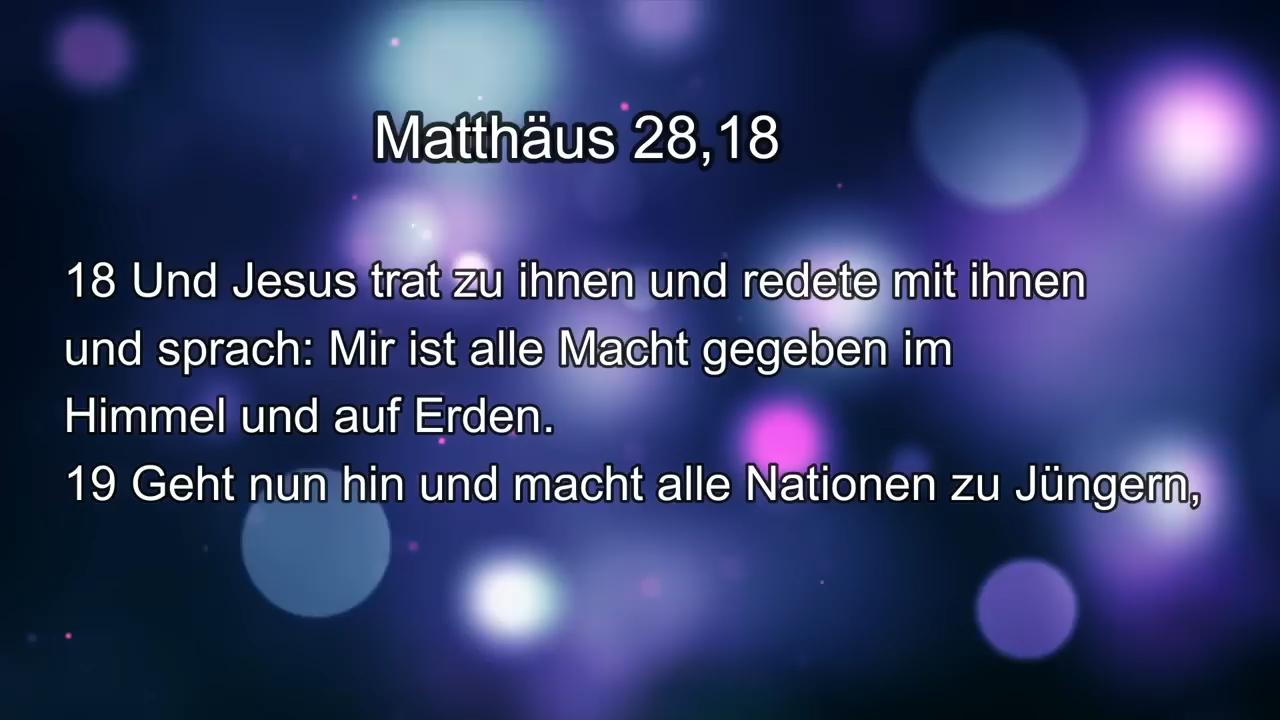 Matthäus 28,18
18 Und Jesus trat zu ihnen und redete mit ihnen
und sprach: Mir ist alle Macht gegeben im
Himmel und auf Erden.
19 Geht nun hin und macht alle Nationen zu Jüngern,